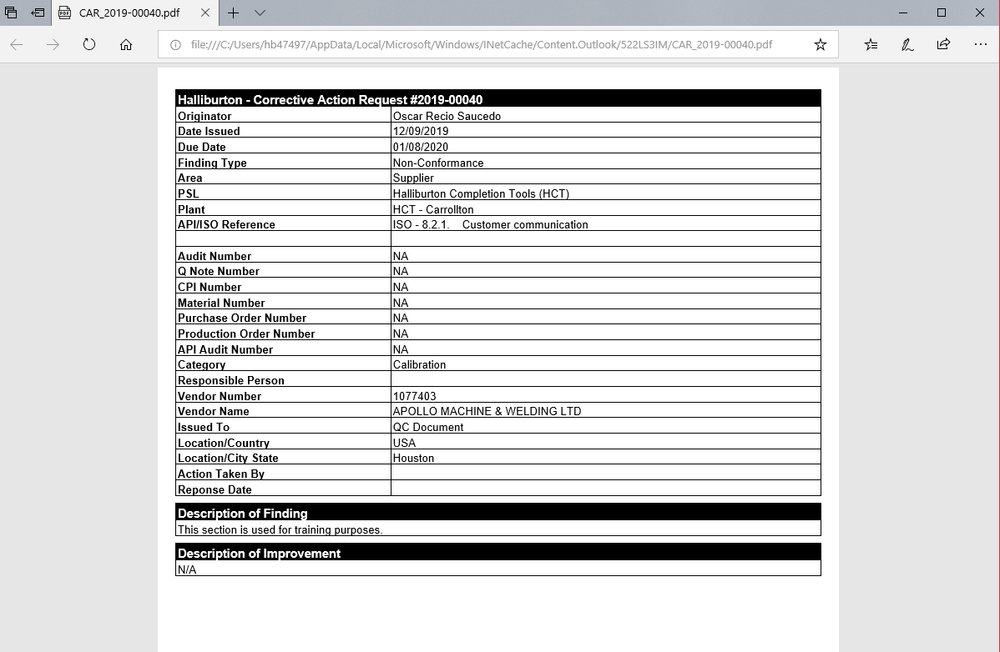 CAR_2019-00040.pdf
file:///C:/Users/hb47497/AppData/Local/Microsoft/Windows/INetCache/Content.Outlook/522LS3IM/CAR_2019-00040.pdf
Halliburton - Corrective Action Request #2019-00040
Originator Oscar Recio Saucedo
Date Issued 12/09/2019
Due Date 01/08/2020
Finding Type Non-Conformance
Area Supplier
PSL Halliburton Completion Tools (HCT)
Plant HCT - Carrollton
API/ISO Reference ISO - 8.2.1. Customer communication
Audit Number NA
Q Note Number NA
CPI Number NA
Material Number NA
Purchase Order Number NA
Production Order Number NA
API Audit Number NA
Category Calibration
Responsible Person
Vendor Number 1077403
Vendor Name APOLLO MACHINE & WELDING LTD
Issued To QC Document
Location/Country USA
Location/City State Houston
Action Taken By
Reponse Date
Description of Finding
This section is used for training purposes.
Description of Improvement
N/A